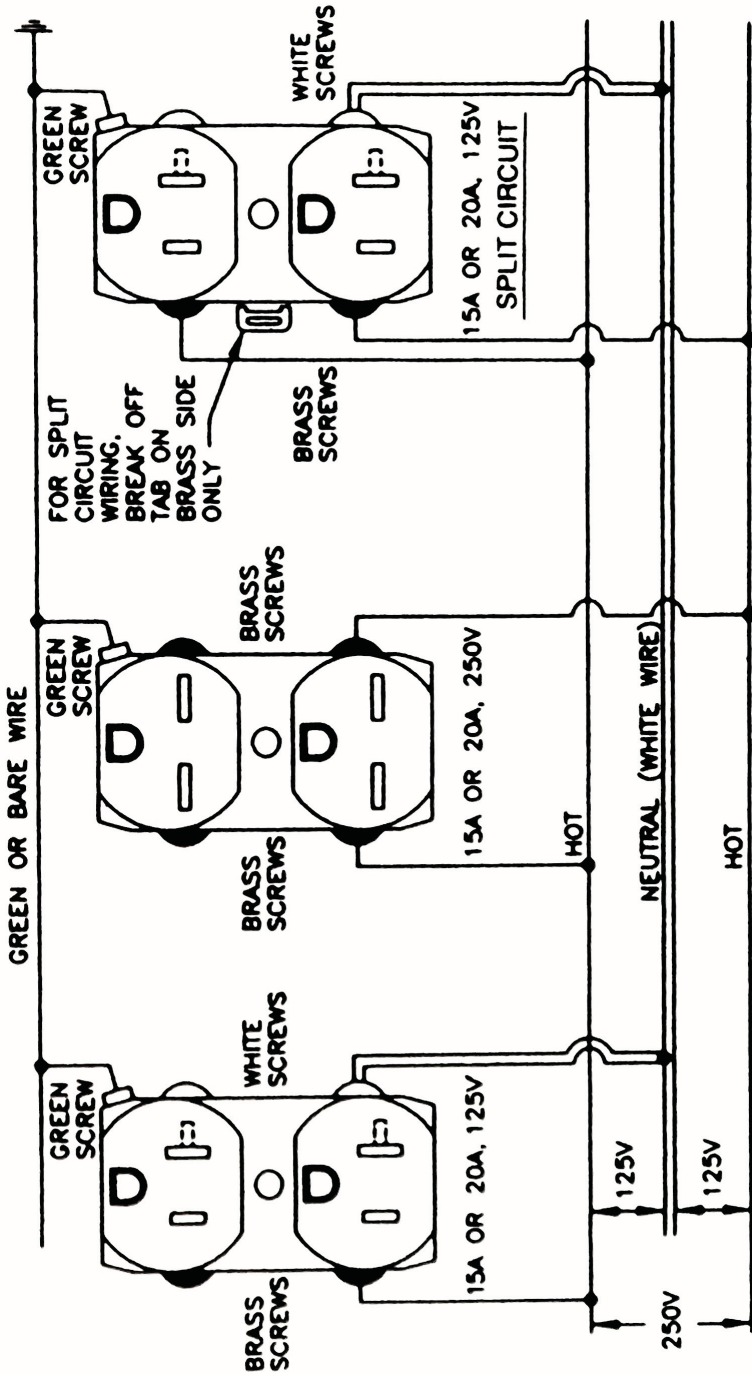 GREEN OR BARE WIRE
GREEN
SCREW
BRASS
SCREWS
WHITE
SCREWS
15A OR 20A, 125V
GREEN
SCREW
BRASS
SCREWS
BRASS
SCREWS
15A OR 20A, 250V
FOR SPLIT
CIRCUIT
WIRING,
BREAK OFF
TAB ON
BRASS SIDE
ONLY
GREEN
SCREW
BRASS
SCREWS
WHITE
SCREWS
15A OR 20A, 125V
SPLIT CIRCUIT
HOT
NEUTRAL (WHITE WIRE)
HOT
125V
125V
250V